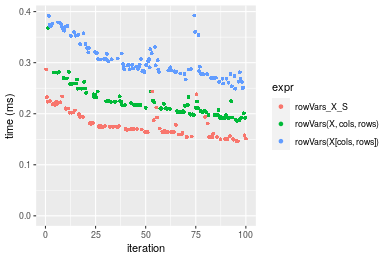 0.4
0.3
0.2
0.1
0.0
time (ms)
0
25
50
75
100
iteration
expr
rowVars_X_S
rowVars(X, cols, rows)
rowVars(X[cols, rows])